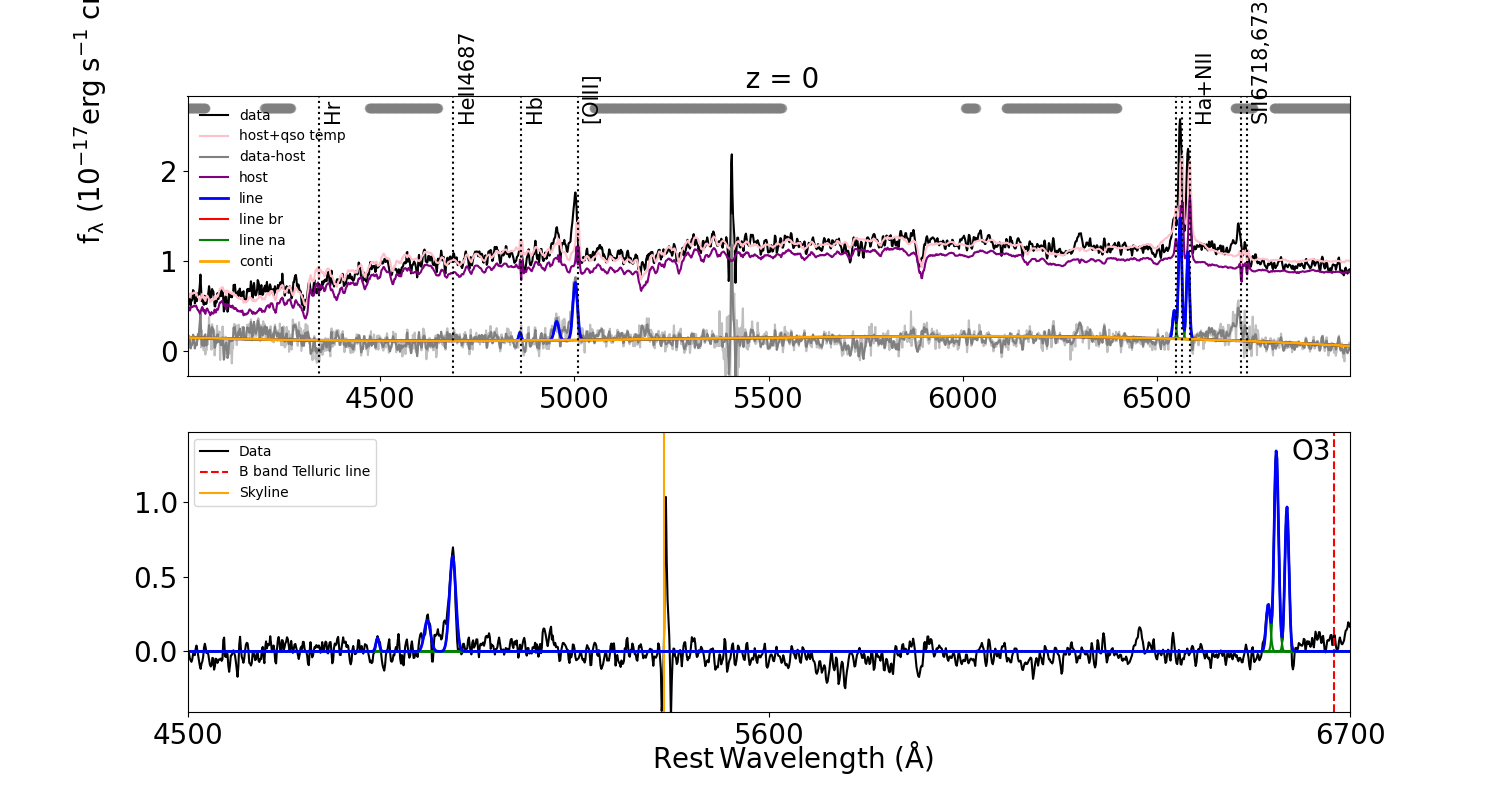 z = 0
fλ (10−17erg s−1 c
Hr
HeII4687
Hb
[OIII]
Ha+NII
SII6718,673
data
host+qso temp
data-host
host
line
line br
line na
conti
2
1
0
4500
5000
5500
6000
6500
Data
B band Telluric line
Skyline
O3
1.0
0.5
0.0
4500
5600
6700
Rest Wavelength (Å)